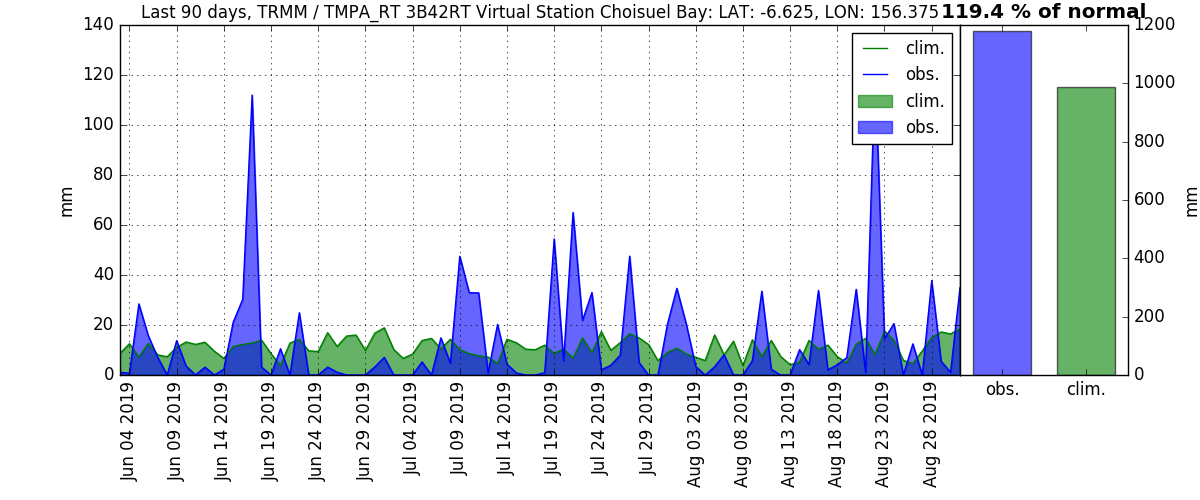 Last 90 days, TRMM / TMPA_RT 3B42RT Virtual Station Choisuel Bay: LAT: -6.625, LON: 156.375
119.4 % of normal
140
120
100
80
60
40
20
0
mm
clim.
obs.
clim.
obs.
Jun 04 2019
Jun 09 2019
Jun 14 2019
Jun 19 2019
Jun 24 2019
Jun 29 2019
Jul 04 2019
Jul 09 2019
Jul 14 2019
Jul 19 2019
Jul 24 2019
Jul 29 2019
Aug 03 2019
Aug 08 2019
Aug 13 2019
Aug 18 2019
Aug 23 2019
Aug 28 2019
1200
1000
800
600
400
200
0
mm
obs.
clim.